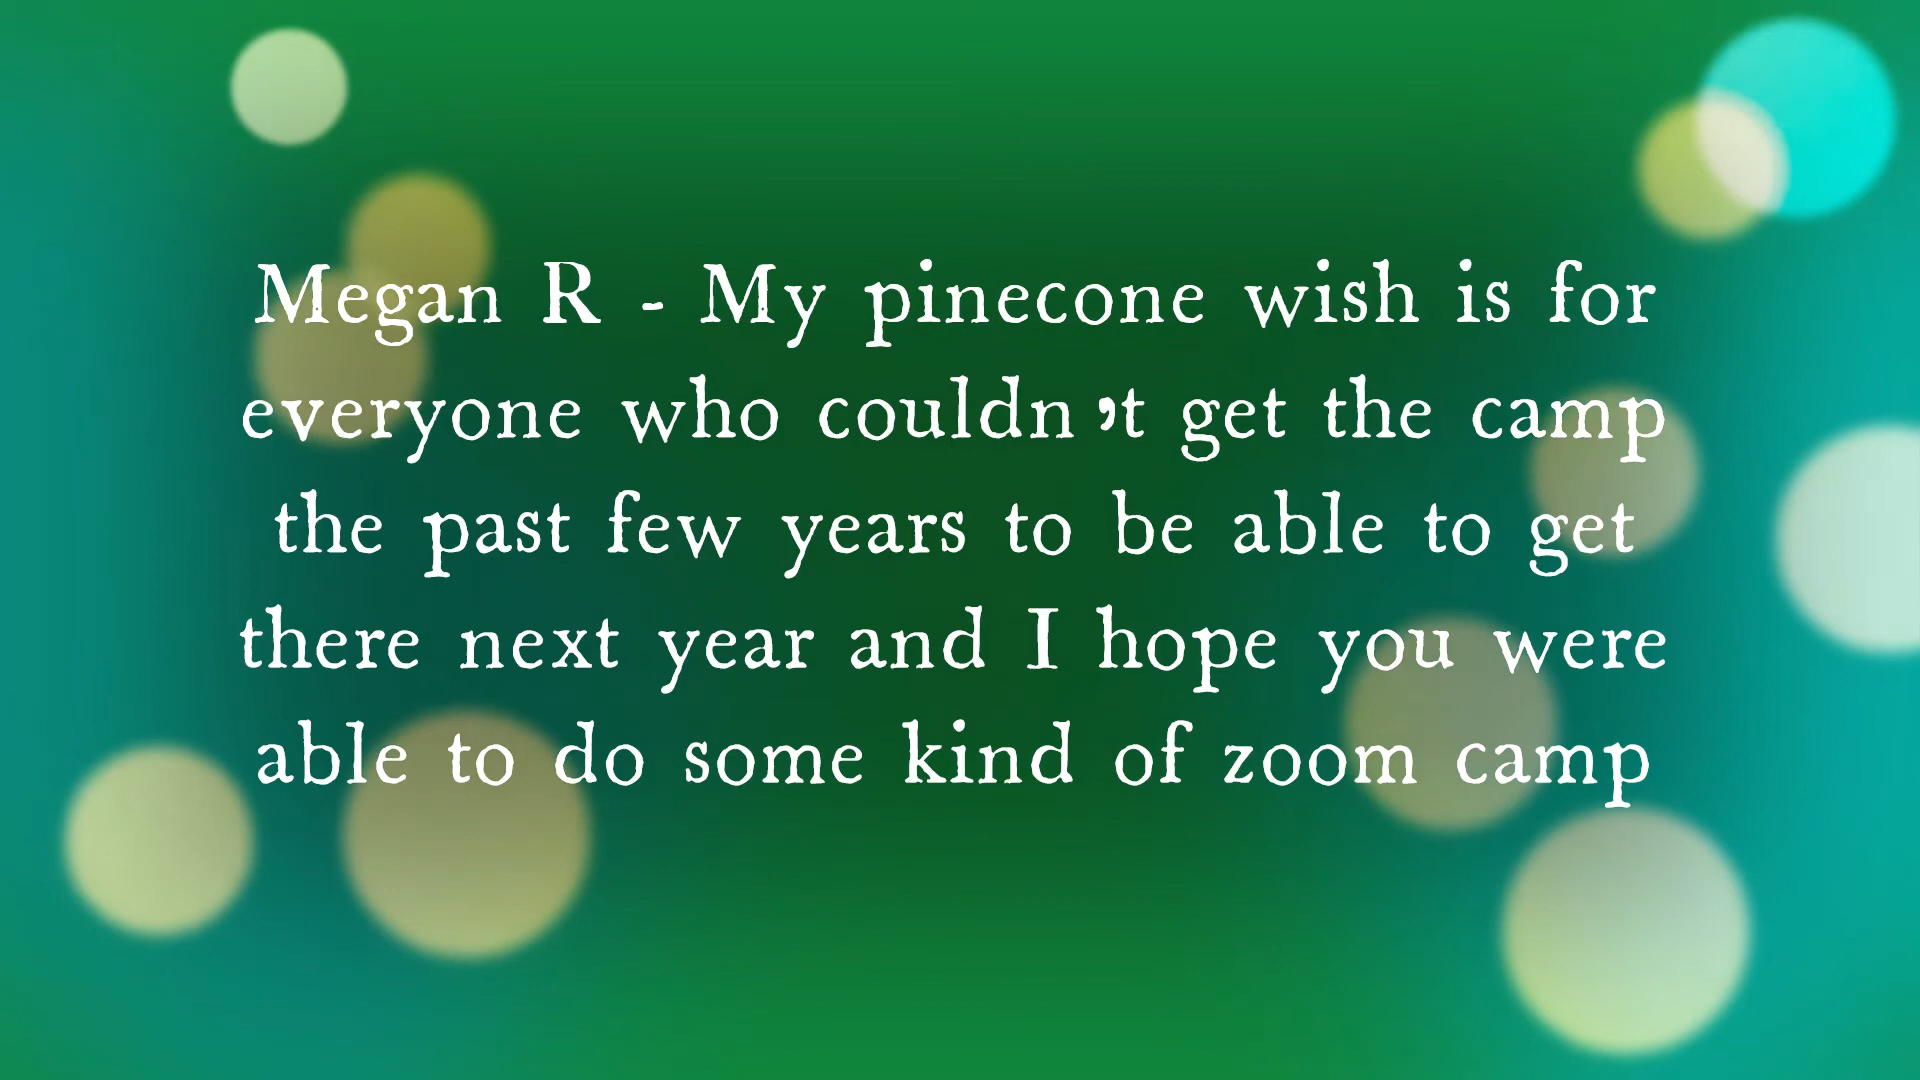 Megan R - My pinecone wish is for
everyone who couldn't get the camp
the past few years to be able to get
there next year and I hope you were
able to do some kind of zoom camp